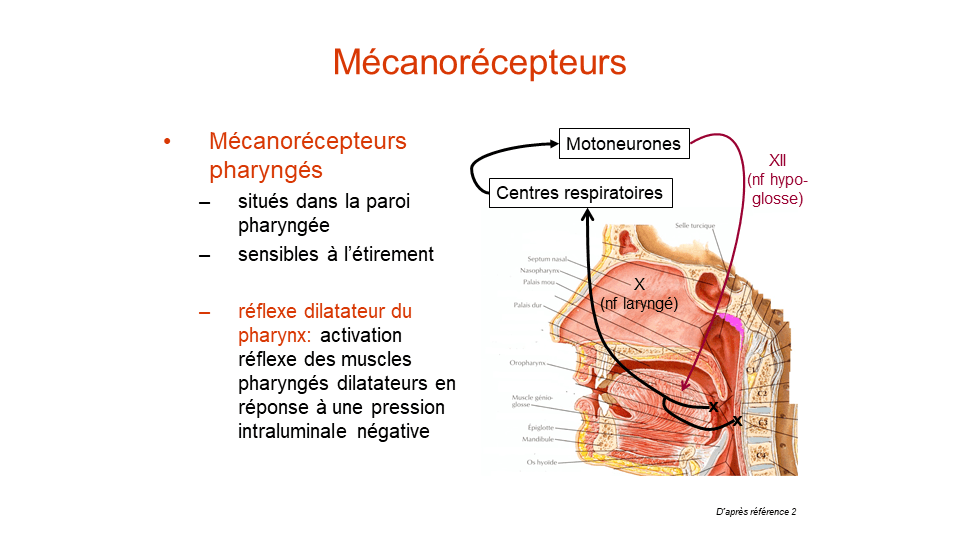 Mécanorécepteurs
• Mécanorécepteurs
pharyngés
– situés dans la paroi
pharyngée
– sensibles à l’étirement
– réflexe dilatateur du
pharynx: activation
réflexe des muscles
pharyngés dilatateurs en
réponse à une pression
intraluminale négative
Motoneurones
Centres respiratoires
XII
(nf hypo-
glosse)
X
(nf laryngé)
Selle turcique
Septum nasal
Nasopharynx
Palais mou
Palais dur
Oropharynx
Muscle génio-
glosse
Épiglotte
Mandibule
Os hyoïde
C1
C2
C3
C4
X
X
D'après référence 2